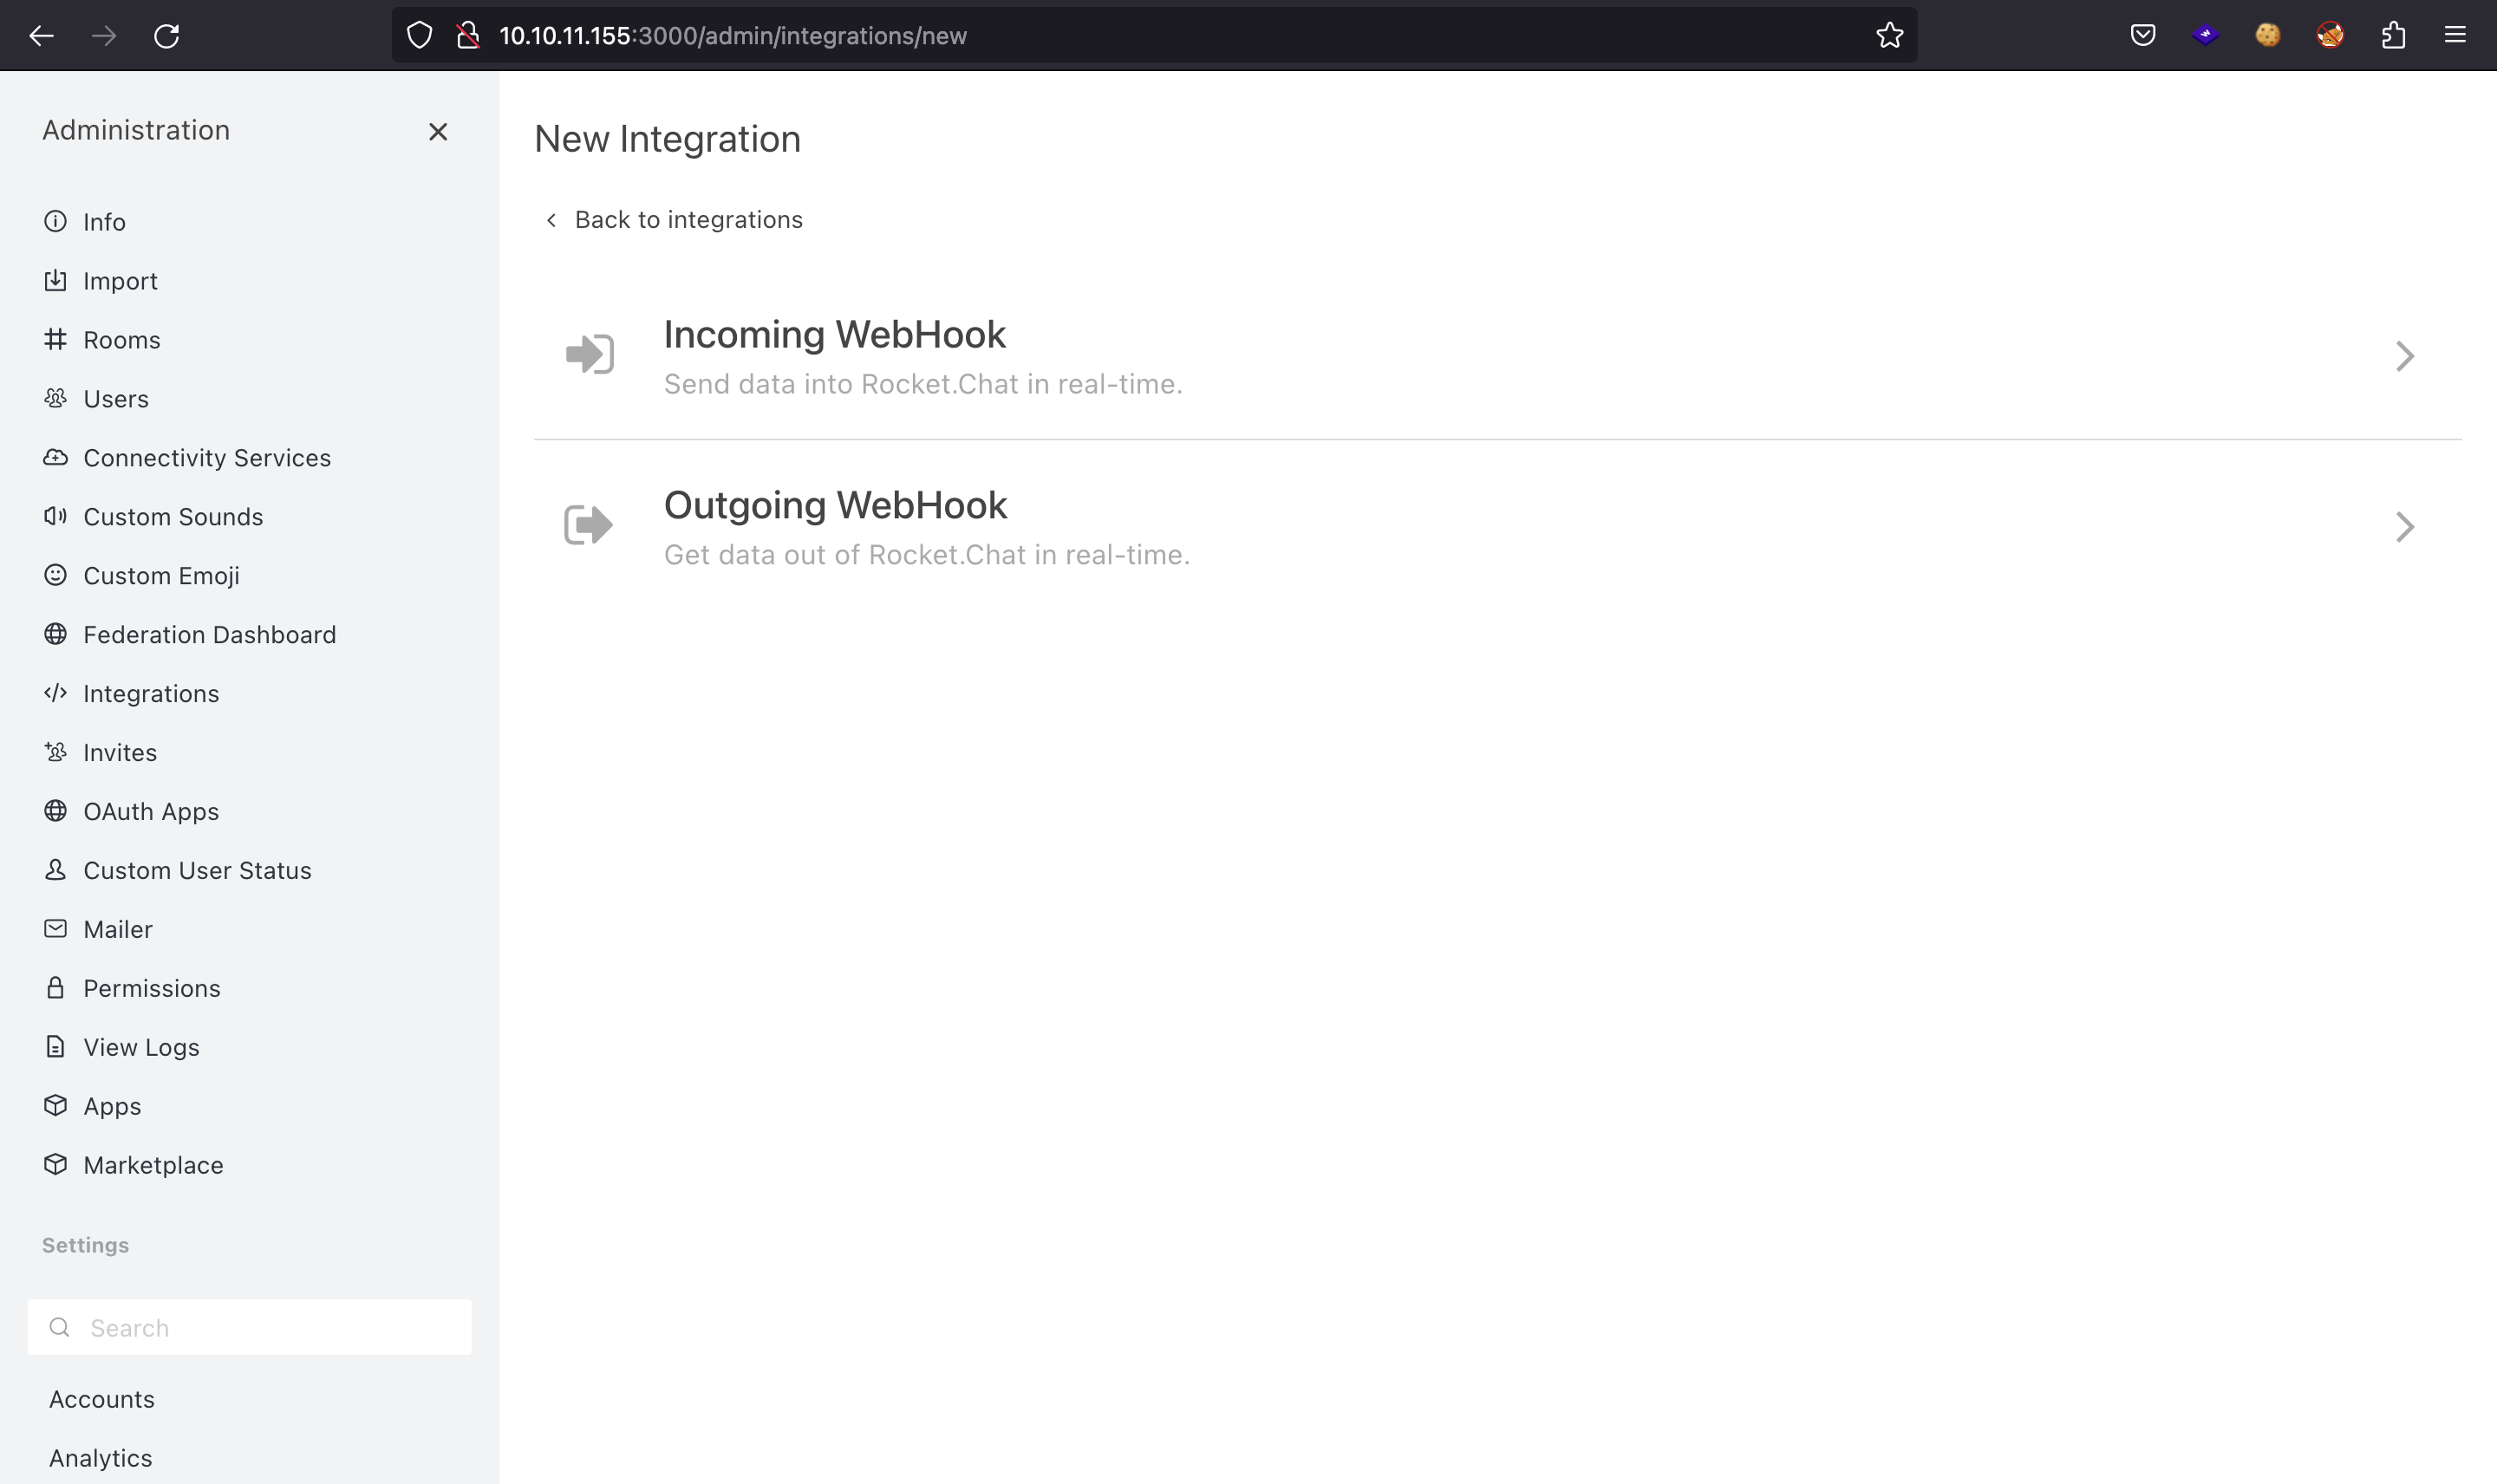 10.10.11.155:3000/admin/integrations/new
Administration
Info
Import
Rooms
Users
Connectivity Services
Custom Sounds
Custom Emoji
Federation Dashboard
Integrations
Invites
OAuth Apps
Custom User Status
Mailer
Permissions
View Logs
Apps
Marketplace
Settings
Search
Accounts
Analytics
New Integration
Back to integrations
Incoming WebHook
Send data into Rocket.Chat in real-time.
Outgoing WebHook
Get data out of Rocket.Chat in real-time.